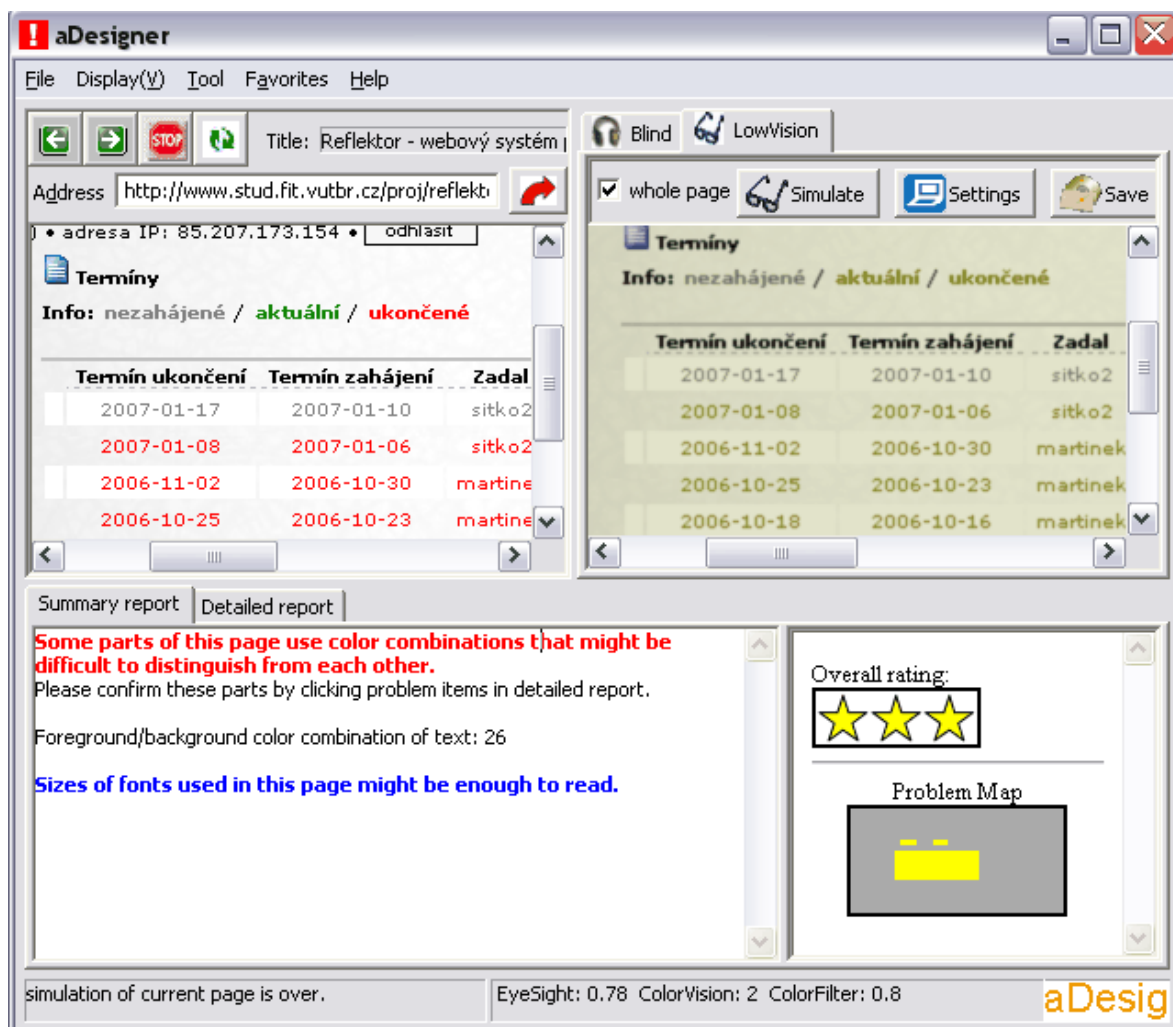 aDesigner
File Display(V) Tool Favorites Help
STOP Title: Reflektor - webový systém
Address http://www.stud.fit.vutbr.cz/proj/reflekt
) • adresa IP: 85.207.173.154 • odhlásit
Termíny
Info: nezahájené / aktuální / ukončené
Termín ukončení Termín zahájení Zadal
2007-01-17 2007-01-10 sitko2
2007-01-08 2007-01-06 sitko2
2006-11-02 2006-10-30 martine
2006-10-25 2006-10-23 martine
Blind LowVision
whole page Simulate Settings Save
Termíny
Info: nezahájené / aktuální / ukončené
Termín ukončení Termín zahájení Zadal
2007-01-17 2007-01-10 sitko2
2007-01-08 2007-01-06 sitko2
2006-11-02 2006-10-30 martinek
2006-10-25 2006-10-23 martinek
2006-10-18 2006-10-16 martinek
Summary report Detailed report
Some parts of this page use color combinations that might be
difficult to distinguish from each other.
Please confirm these parts by clicking problem items in detailed report.
Foreground/background color combination of text: 26
Sizes of fonts used in this page might be enough to read.
Overall rating:
Problem Map
simulation of current page is over.
EyeSight: 0.78 ColorVision: 2 ColorFilter: 0.8
aDesig